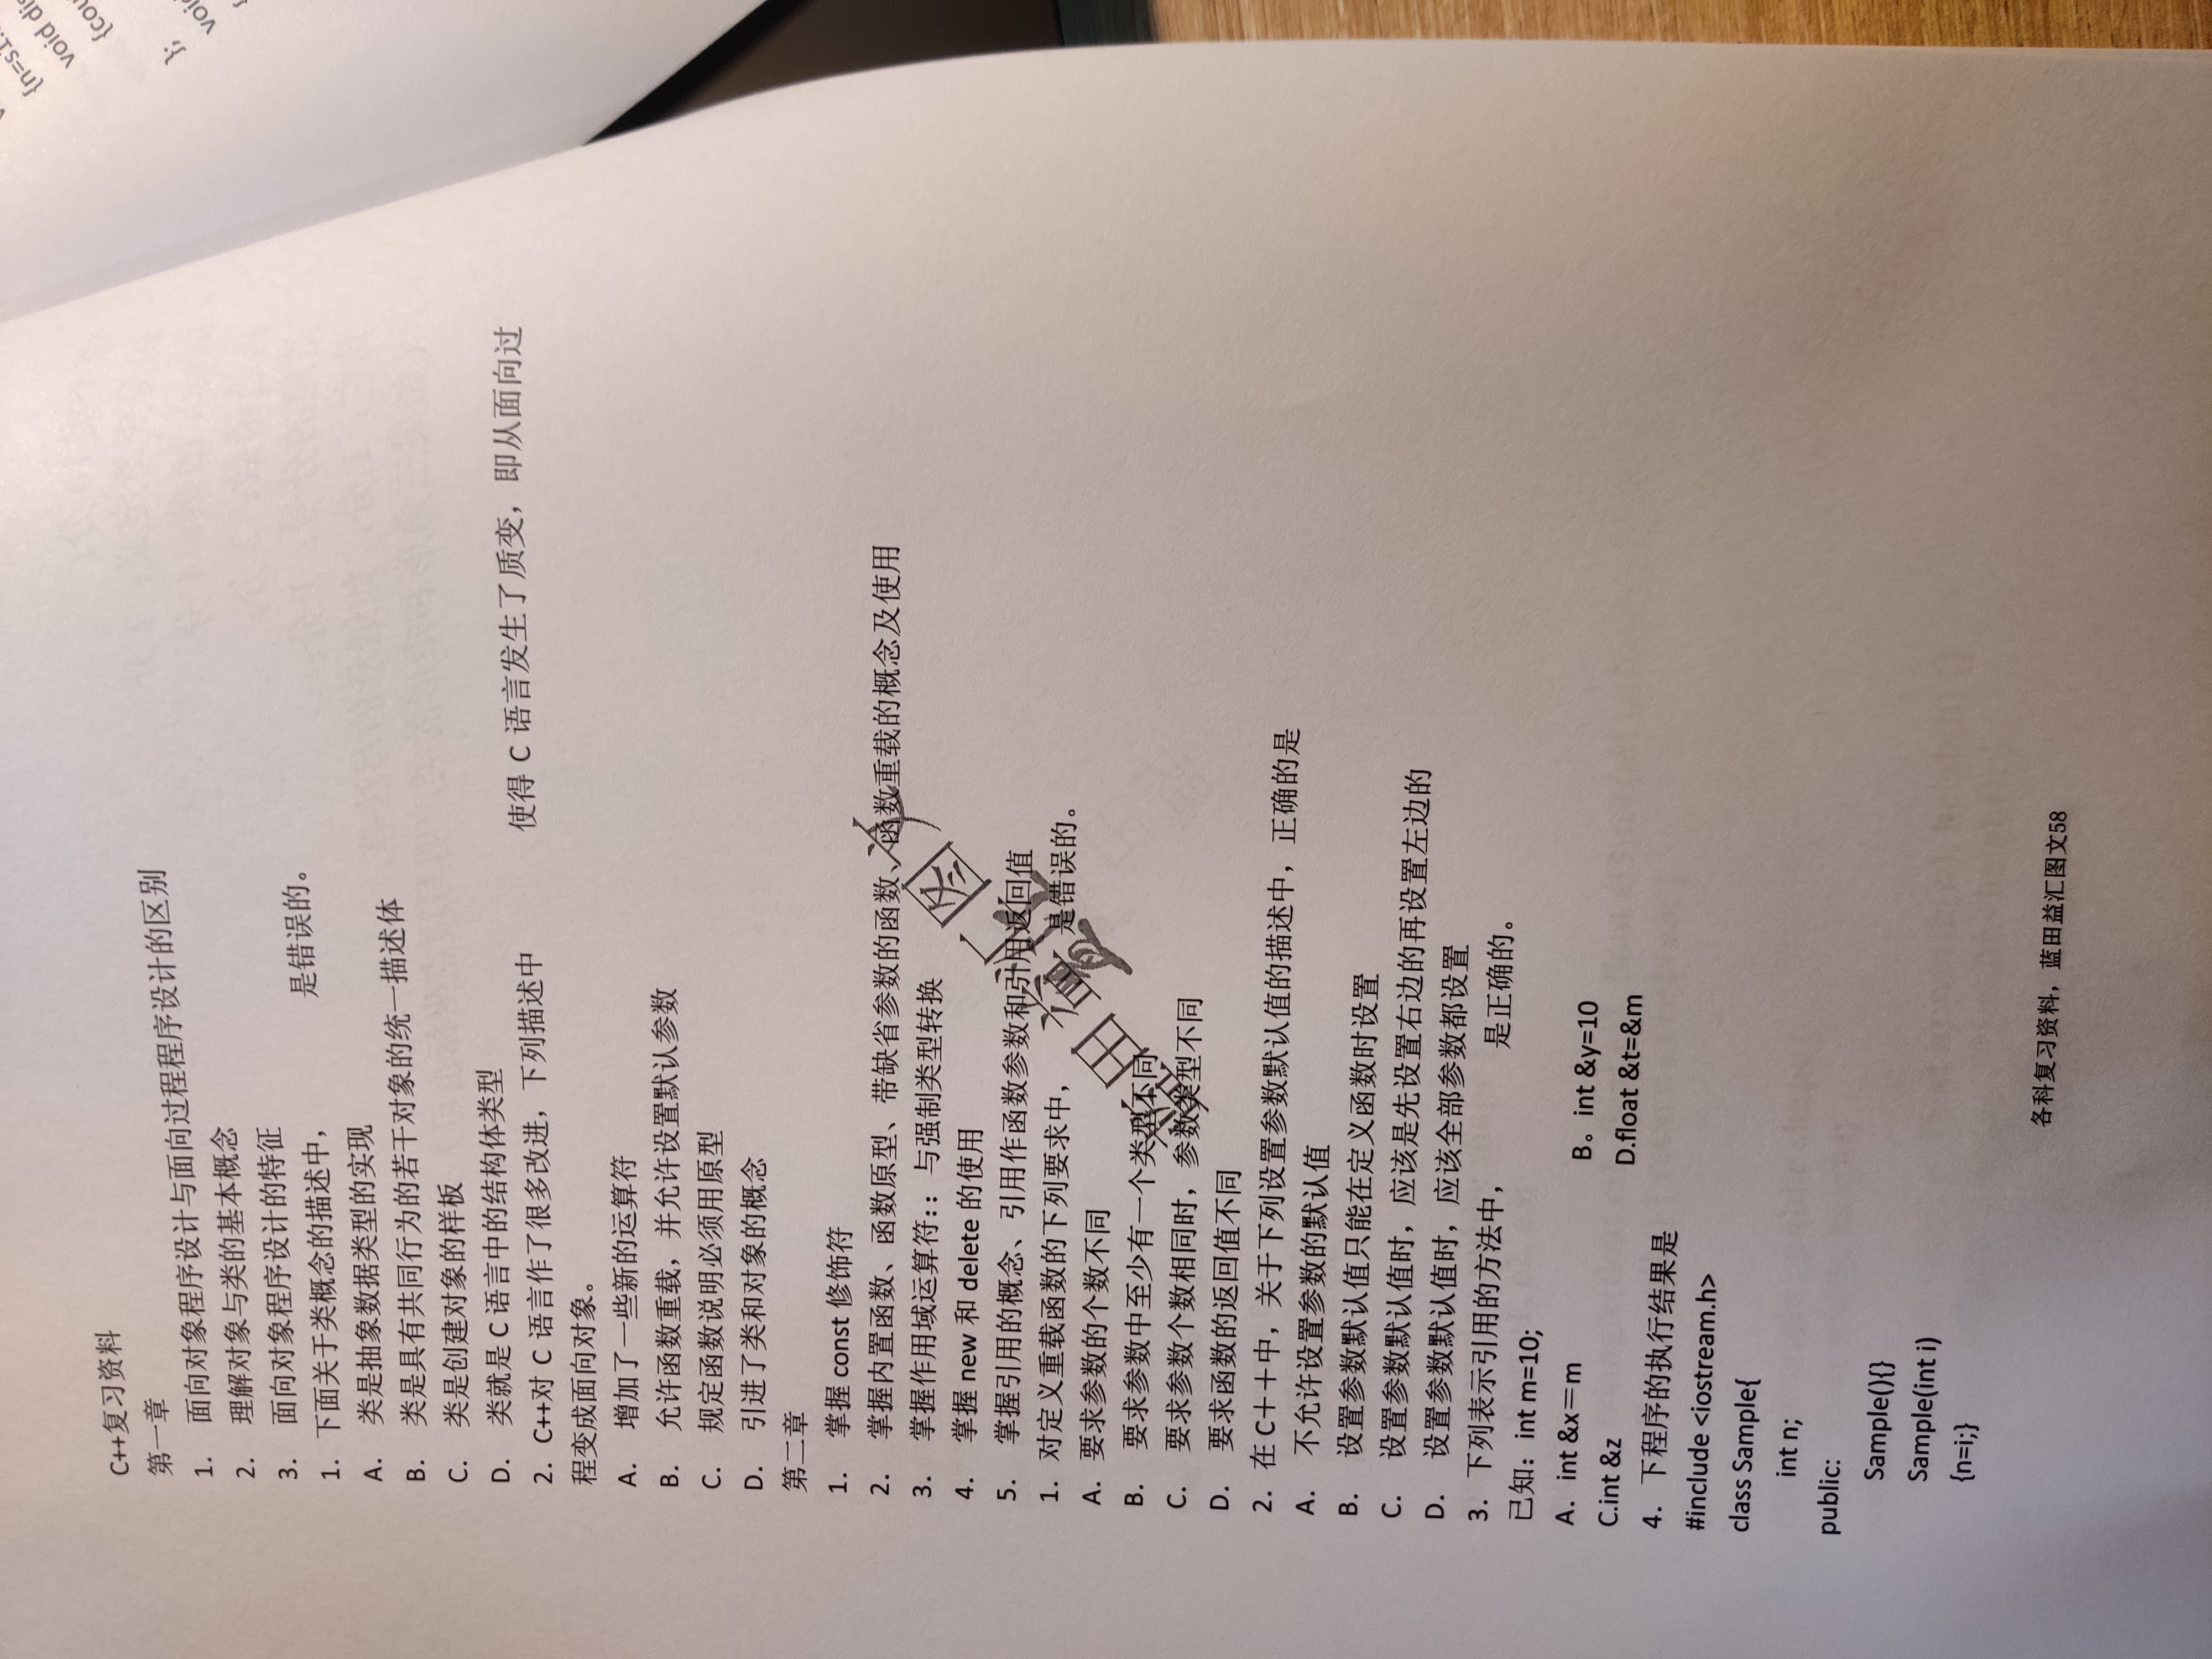 C++复习资料
第一章
1. 面向对象程序设计与面向过程程序设计的区别
2. 理解对象与类的基本概念
3. 面向对象程序设计的特征
1. 下面关于类概念的描述中， 是错误的。
A. 类是抽象数据类型的实现
B. 类是具有共同行为的若干对象的统一描述体
C. 类是创建对象的样板
D. 类就是 C 语言中的结构体类型
2. C++对 C 语言作了很多改进，下列描述中 使得 C 语言发生了质变，即从面向过
程变成面向对象。
A. 增加了一些新的运算符
B. 允许函数重载，并允许设置默认参数
C. 规定函数说明必须用原型
D. 引进了类和对象的概念
第二章
1. 掌握 const 修饰符
2. 掌握内置函数、函数原型、带缺省参数的函数、函数重载的概念及使用
3. 掌握作用域运算符:: 与强制类型转换
4. 掌握 new 和 delete 的使用
5. 掌握引用的概念、引用作函数参数和引用返回值
1. 对定义重载函数的下列要求中， 是错误的。
A. 要求参数的个数不同
B. 要求参数中至少有一个类型不同
C. 要求参数个数相同时，参数类型不同
D. 要求函数的返回值不同
2. 在 C＋＋中，关于下列设置参数默认值的描述中，正确的是
A. 不允许设置参数的默认值
B. 设置参数默认值只能在定义函数时设置
C. 设置参数默认值时，应该是先设置右边的再设置左边的
D. 设置参数默认值时，应该全部参数都设置
3. 下列表示引用的方法中， 是正确的。
已知：int m=10;
A. int &x＝m B。int &y=10
C.int &z D.float &t=&m
4. 下程序的执行结果是
#include <iostream.h>
class Sample{
int n;
public:
Sample(){}
Sample(int i)
{n=i;}
各科复习资料，蓝田益汇图文58
蓝田益汇图文
};
{n=s1.
void dis
{cou